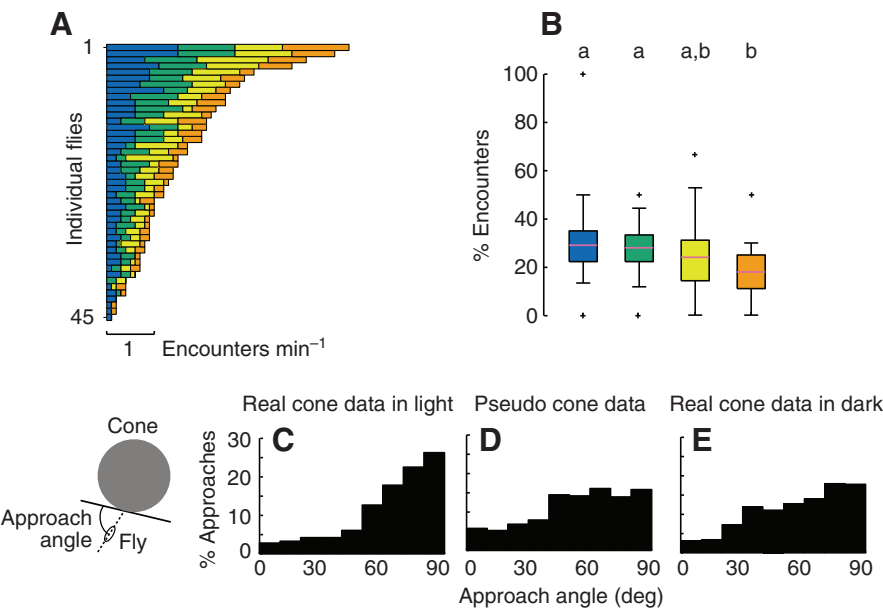 A
1
Individual flies
45
1 Encounters min⁻¹
B
a a a,b b
% Encounters
100
80
60
40
20
0
Cone
Approach
angle
Fly
Real cone data in light
C
% Approaches
30
20
10
0
0 30 60 90
Pseudo cone data
D
0 30 60 90
Real cone data in dark
E
0 30 60 90
Approach angle (deg)